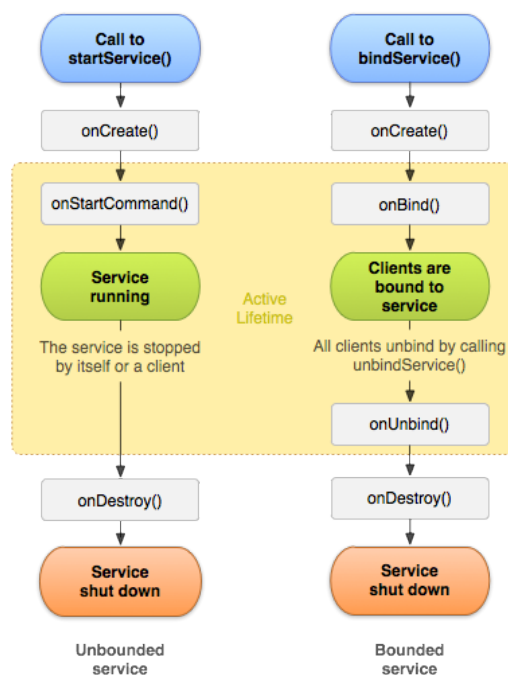 Call to
startService()
Call to
bindService()
onCreate()
onCreate()
onStartCommand()
onBind()
Service
running
Clients are
bound to
service
Active
Lifetime
The service is stopped
by itself or a client
All clients unbind by calling
unbindService()
onUnbind()
onDestroy()
onDestroy()
Service
shut down
Service
shut down
Unbounded
service
Bounded
service